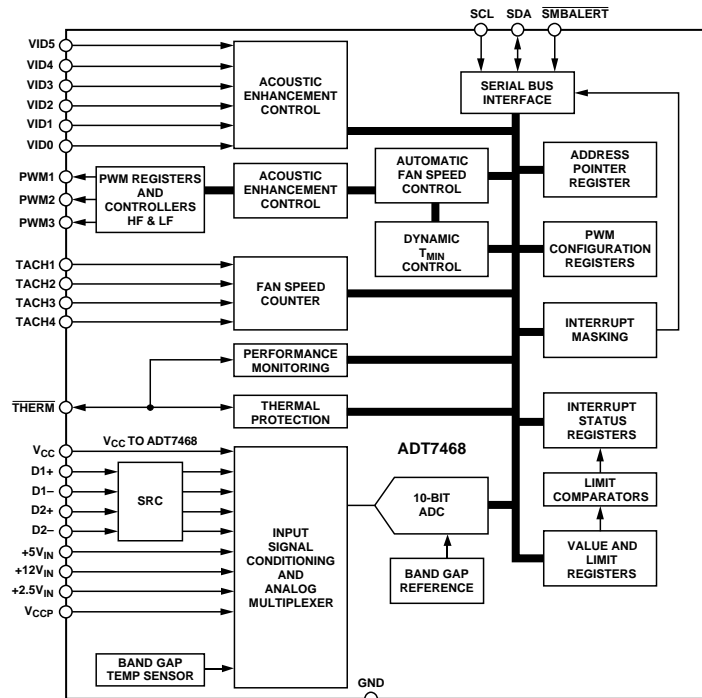 SCL SDA SMBALERT
VID5
VID4
VID3
VID2
VID1
VID0
ACOUSTIC
ENHANCEMENT
CONTROL
SERIAL BUS
INTERFACE
PWM1
PWM2
PWM3
PWM REGISTERS
AND
CONTROLLERS
HF & LF
ACOUSTIC
ENHANCEMENT
CONTROL
AUTOMATIC
FAN SPEED
CONTROL
ADDRESS
POINTER
REGISTER
DYNAMIC
TMIN
CONTROL
PWM
CONFIGURATION
REGISTERS
TACH1
TACH2
TACH3
TACH4
FAN SPEED
COUNTER
INTERRUPT
MASKING
PERFORMANCE
MONITORING
THERM
THERMAL
PROTECTION
INTERRUPT
STATUS
REGISTERS
VCC
VCC TO ADT7468
ADT7468
D1+
D1–
D2+
D2–
SRC
+5VIN
+12VIN
+2.5VIN
VCCP
INPUT
SIGNAL
CONDITIONING
AND
ANALOG
MULTIPLEXER
10-BIT
ADC
LIMIT
COMPARATORS
BAND GAP
REFERENCE
VALUE AND
LIMIT
REGISTERS
BAND GAP
TEMP SENSOR
GND